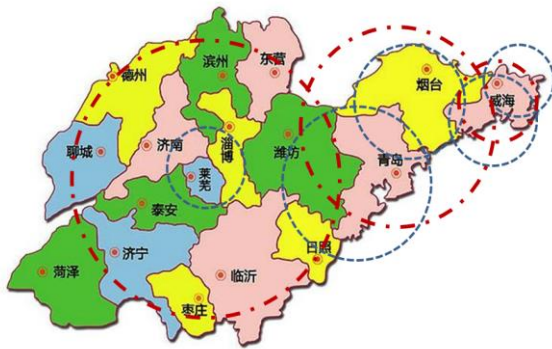 德州
滨州
东营
烟台
威海
聊城
济南
淄博
潍坊
莱芜
青岛
泰安
济宁
日照
菏泽
临沂
枣庄